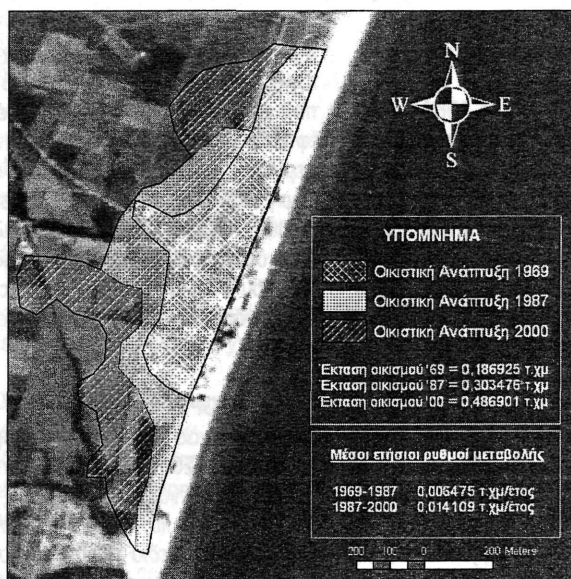 N
W E
S
ΥΠΟΜΝΗΜΑ
Οικιστική Ανάπτυξη 1969
Οικιστική Ανάπτυξη 1987
Οικιστική Ανάπτυξη 2000
Έκταση οικισμού '69 = 0,186925 τ.χμ
Έκταση οικισμού '87 = 0,303476 τ.χμ
Έκταση οικισμού '00 = 0,486901 τ.χμ
Μέσοι ετήσιοι ρυθμοί μεταβολής
1969-1987 0,006475 τ.χμ/έτος
1987-2000 0,014109 τ.χμ/έτος
200 100 0 200 Meters